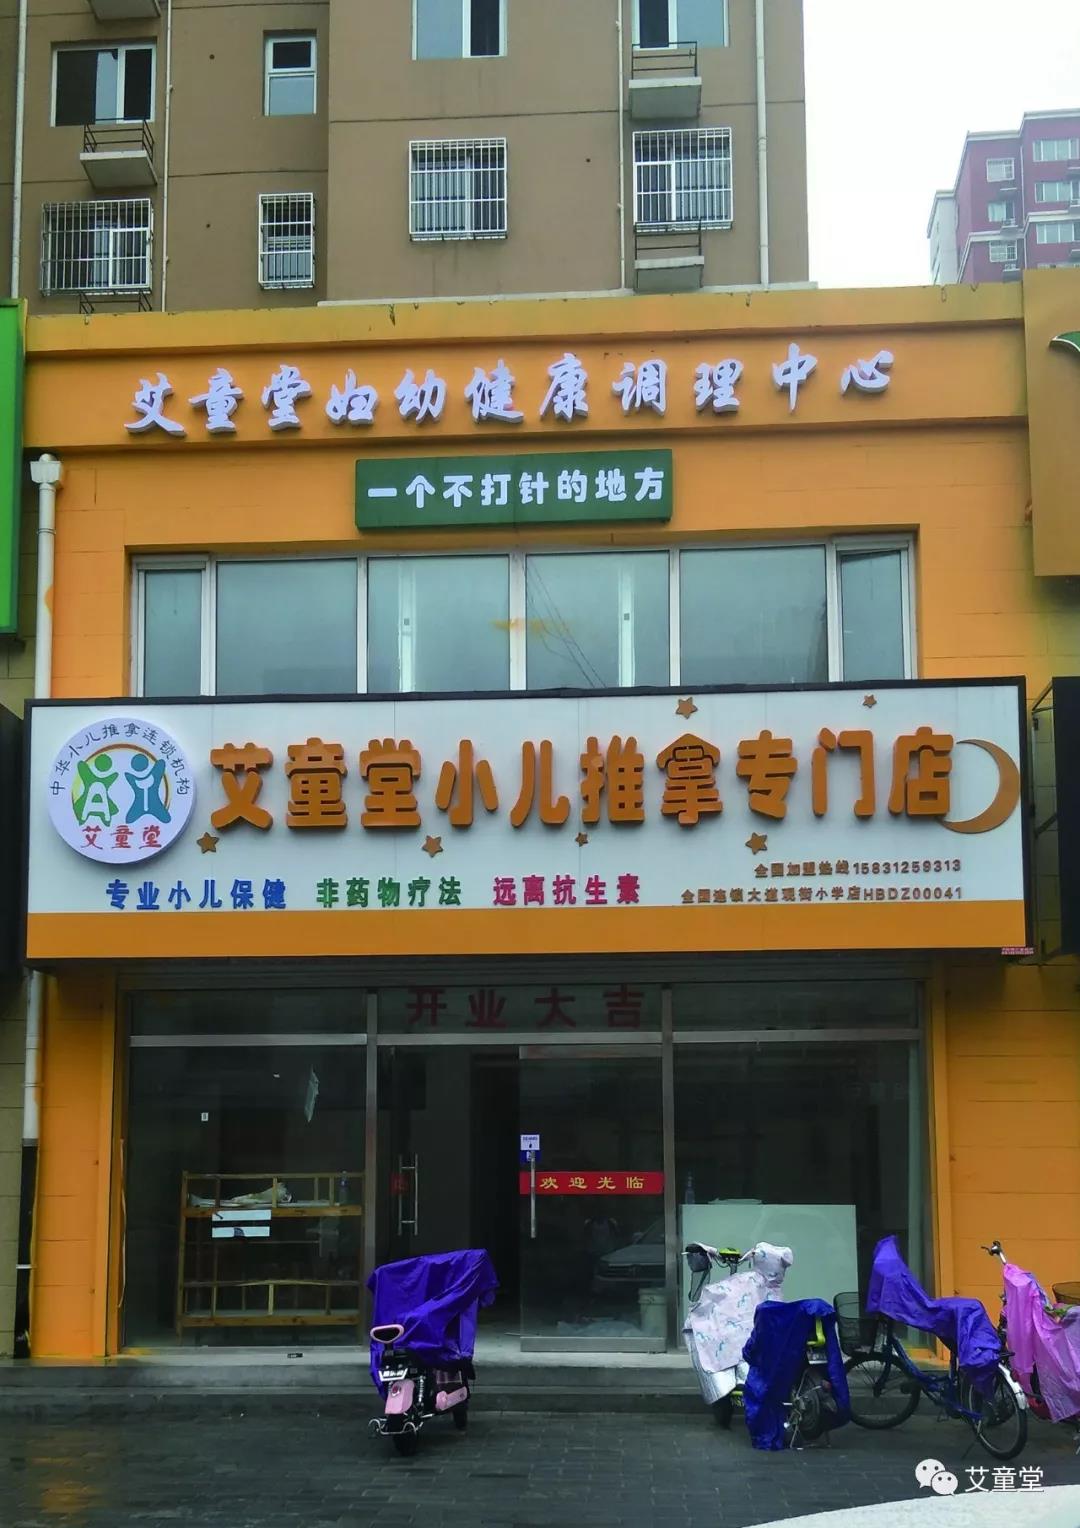 艾童堂妇幼健康调理中心
一个不打针的地方
中华小儿推拿连锁机构
艾童堂
艾童堂小儿推拿专门店
专业小儿保健 非药物疗法 远离抗生素
全国加盟热线15831259313
全国连锁大道观街小学店HBDZ00041
开业大吉
欢迎光临
艾童堂